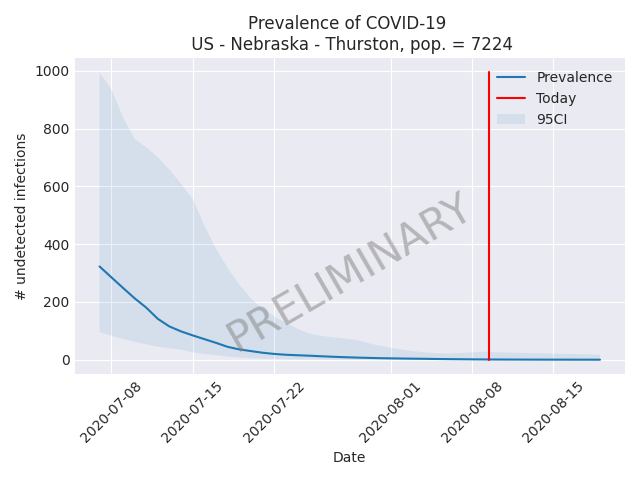 Prevalence of COVID-19
US - Nebraska - Thurston, pop. = 7224
# undetected infections
1000
800
600
400
200
0
Prevalence
Today
95CI
PRELIMINARY
2020-07-08
2020-07-15
2020-07-22
2020-08-01
2020-08-08
2020-08-15
Date